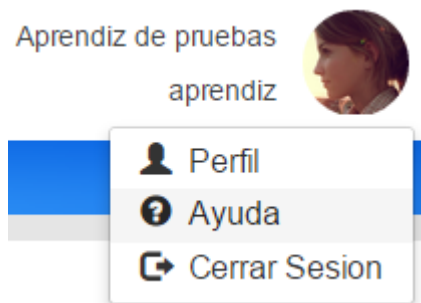 Aprendiz de pruebas
aprendiz
Perfil
Ayuda
Cerrar Sesion